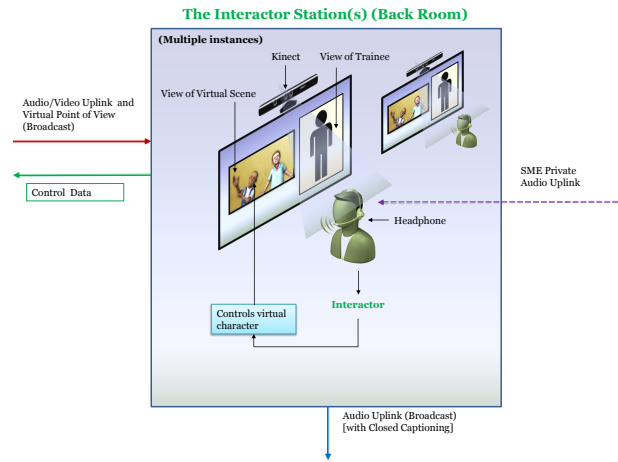 The Interactor Station(s) (Back Room)
(Multiple instances)
Kinect
View of Trainee
View of Virtual Scene
Audio/Video Uplink and
Virtual Point of View
(Broadcast)
Control Data
SME Private
Audio Uplink
Headphone
Interactor
Controls virtual
character
Audio Uplink (Broadcast)
[with Closed Captioning]